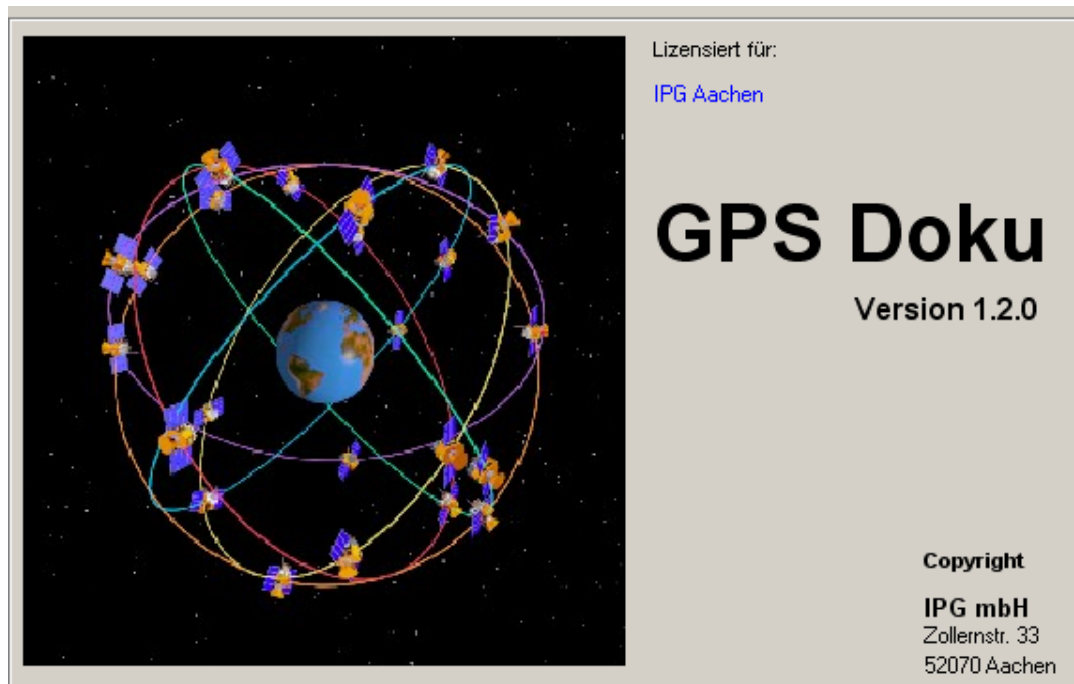 Lizensiert für:
IPG Aachen
GPS Doku
Version 1.2.0
Copyright
IPG mbH
Zollernstr. 33
52070 Aachen